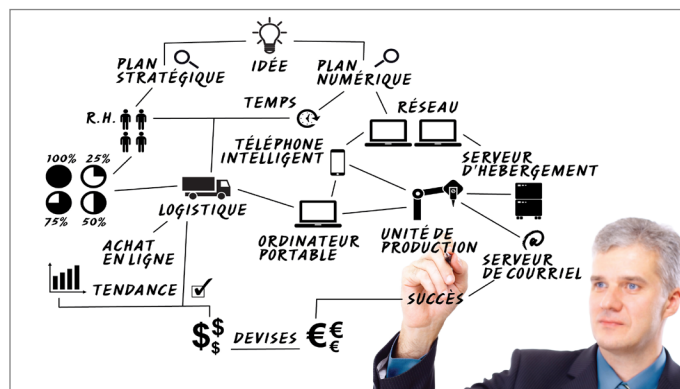 IDÉE
PLAN
STRATÉGIQUE
PLAN
NUMÉRIQUE
TEMPS
RÉSEAU
R.H.
TÉLÉPHONE
INTELLIGENT
SERVEUR
D'HÉBERGEMENT
100% 25%
75% 50%
LOGISTIQUE
ORDINATEUR
PORTABLE
UNITÉ DE
PRODUCTION
ACHAT
EN LIGNE
SERVEUR
DE COURRIEL
TENDANCE
SUCCÈS
$ $ $ DEVISES € € €